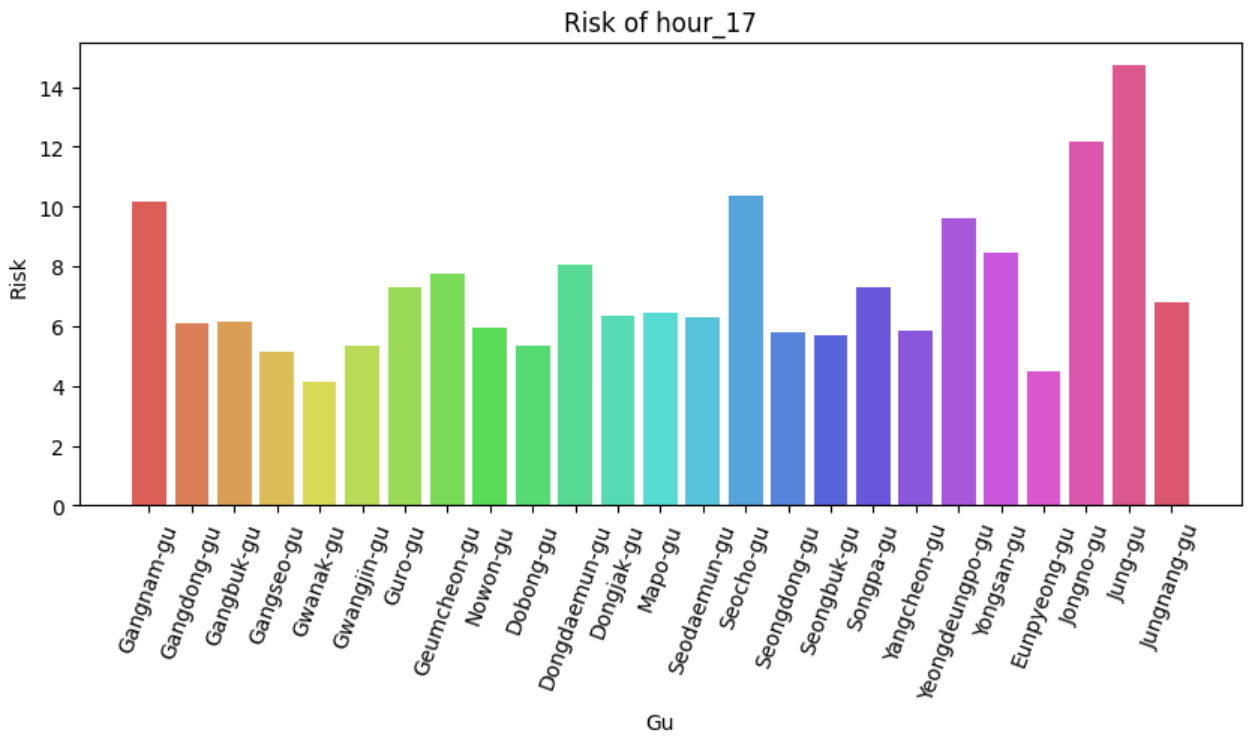 Risk of hour_17
Risk
14
12
10
8
6
4
2
0
Gangnam-gu
Gangdong-gu
Gangbuk-gu
Gangseo-gu
Gwanak-gu
Gwangjin-gu
Guro-gu
Geumcheon-gu
Nowon-gu
Dobong-gu
Dongdaemun-gu
Dongjak-gu
Mapo-gu
Seodaemun-gu
Seocho-gu
Seongdong-gu
Seongbuk-gu
Songpa-gu
Yangcheon-gu
Yeongdeungpo-gu
Yongsan-gu
Eunpyeong-gu
Jongno-gu
Jung-gu
Jungnang-gu
Gu